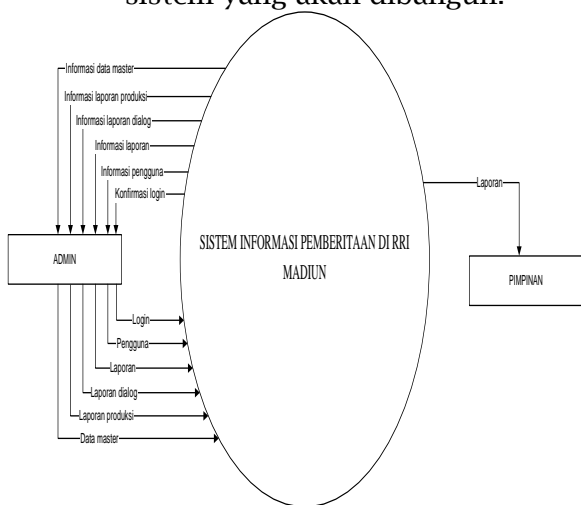 sistem yang akan dibangun.
Informasi data master
Informasi laporan produksi
Informasi laporan dialog
Informasi laporan
Informasi pengguna
Konfirmasi login
ADMIN
SISTEM INFORMASI PEMBERITAAN DI RRI
MADIUN
Laporan
PIMPINAN
Login
Pengguna
Laporan
Laporan dialog
Laporan produksi
Data master